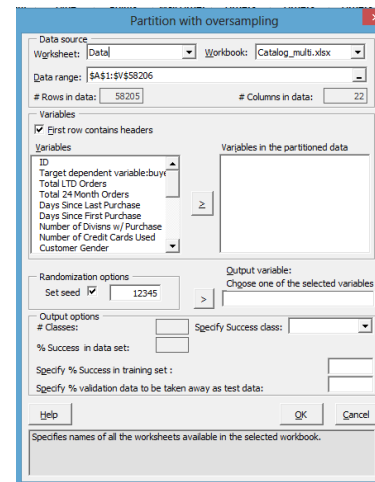 Partition with oversampling
Data source
Worksheet: Data Workbook: Catalog_multi.xlsx
Data range: $A$1:$V$58206
# Rows in data: 58205 # Columns in data: 22
Variables
First row contains headers
Variables Variables in the partitioned data
ID
Target dependent variable:buye
Total LTD Orders
Total 24 Month Orders
Days Since Last Purchase
Days Since First Purchase
Number of Divisns w/ Purchase
Number of Credit Cards Used
Customer Gender
>
Randomization options
Set seed 12345
Output variable:
Choose one of the selected variables
>
Output options
# Classes: Specify Success class:
% Success in data set:
Specify % Success in training set :
Specify % validation data to be taken away as test data:
Help OK Cancel
Specifies names of all the worksheets available in the selected workbook.